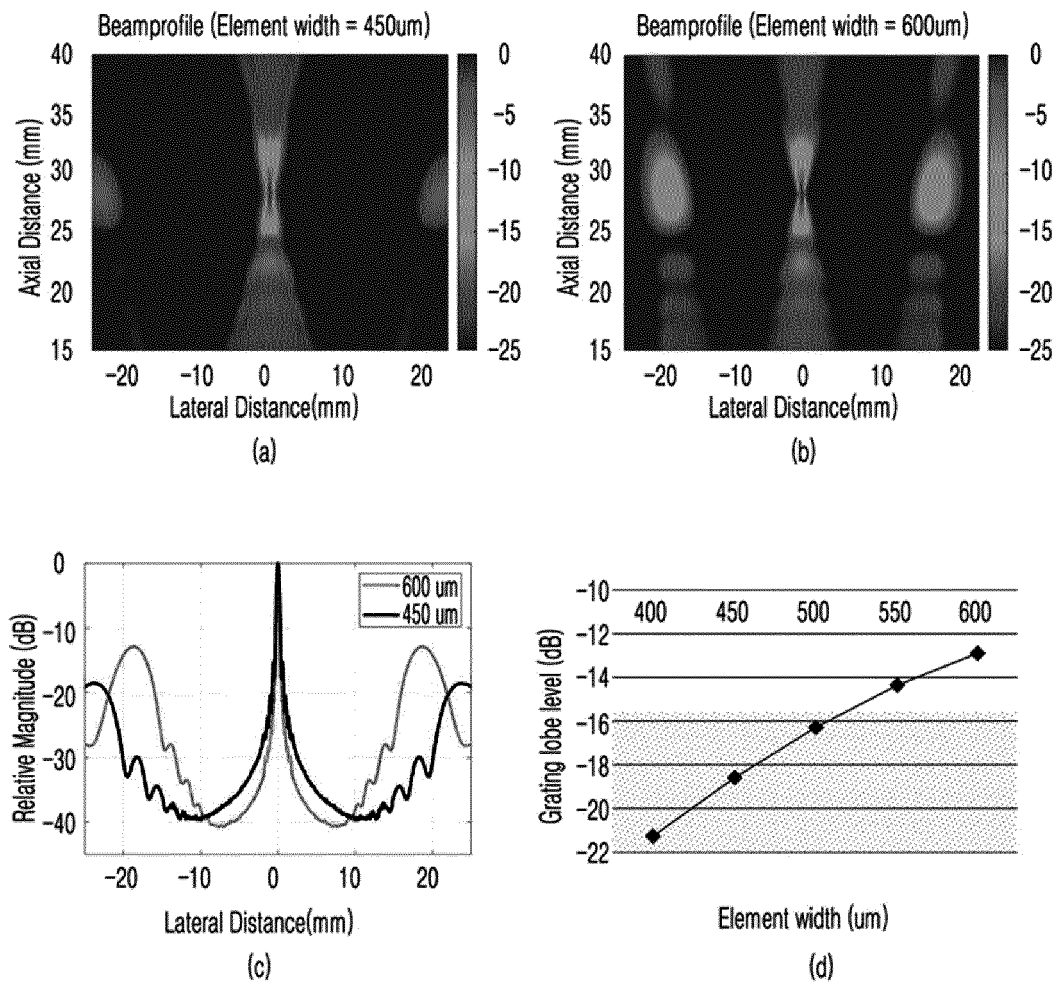 Beamprofile (Element width = 450um)
40
35
30
25
20
15
Axial Distance (mm)
-20
0
10
20
Lateral Distance(mm)
0
-5
-10
-15
-20
-25
(a)
Beamprofile (Element width = 600um)
40
35
30
25
20
15
Axial Distance (mm)
-20
0
10
20
Lateral Distance(mm)
0
-5
-10
-15
-20
-25
(b)
0
-10
-20
-30
-40
Relative Magnitude (dB)
600 um
450 um
-20
-10
0
10
20
Lateral Distance(mm)
(c)
-10
-12
-14
-16
-18
-20
-22
Grating lobe level (dB)
400 450 500 550 600
Element width (um)
(d)